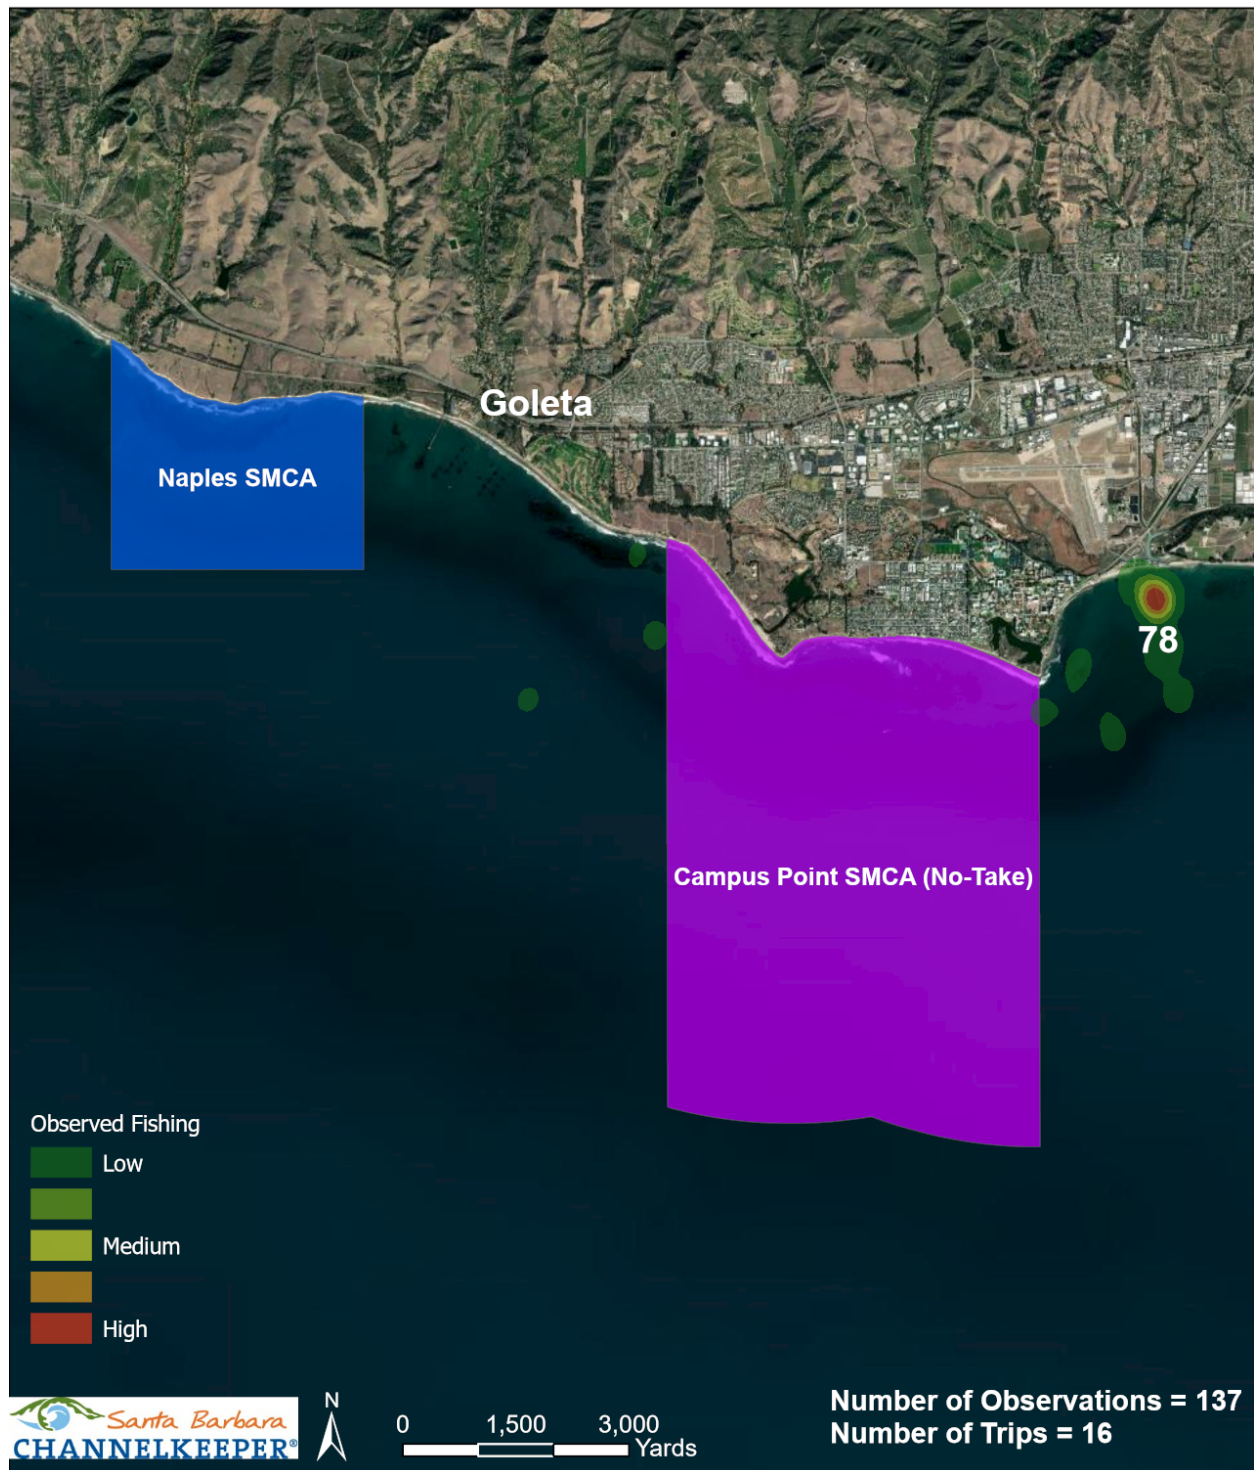 Goleta
Naples SMCA
78
Campus Point SMCA (No-Take)
Observed Fishing
Low
Medium
High
Santa Barbara
CHANNELKEEPER®
N
0 1,500 3,000
Yards
Number of Observations = 137
Number of Trips = 16